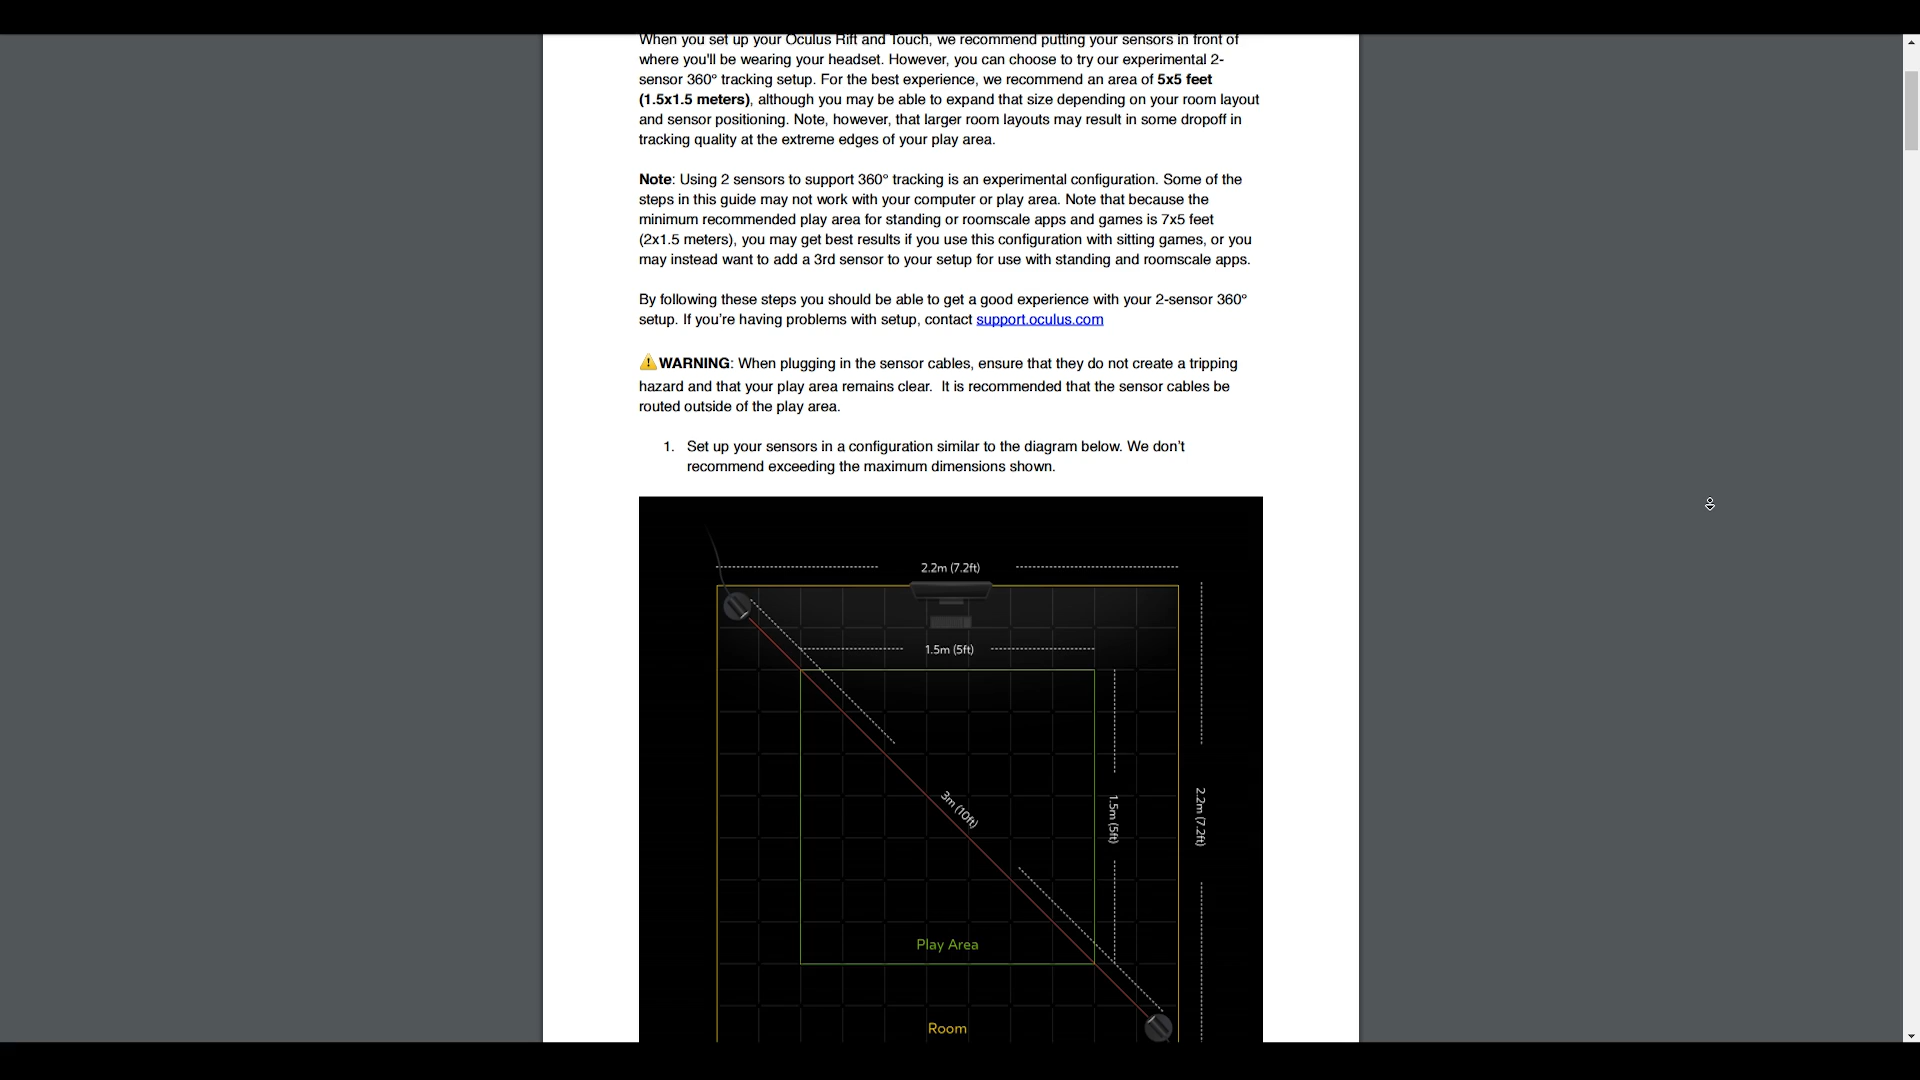 When you set up your Oculus Rift and Touch, we recommend putting your sensors in front of
where you'll be wearing your headset. However, you can choose to try our experimental 2-
sensor 360° tracking setup. For the best experience, we recommend an area of 5x5 feet
(1.5x1.5 meters), although you may be able to expand that size depending on your room layout
and sensor positioning. Note, however, that larger room layouts may result in some dropoff in
tracking quality at the extreme edges of your play area.
Note: Using 2 sensors to support 360° tracking is an experimental configuration. Some of the
steps in this guide may not work with your computer or play area. Note that because the
minimum recommended play area for standing or roomscale apps and games is 7x5 feet
(2x1.5 meters), you may get best results if you use this configuration with sitting games, or you
may instead want to add a 3rd sensor to your setup for use with standing and roomscale apps.
By following these steps you should be able to get a good experience with your 2-sensor 360°
setup. If you're having problems with setup, contact support.oculus.com
WARNING: When plugging in the sensor cables, ensure that they do not create a tripping
hazard and that your play area remains clear. It is recommended that the sensor cables be
routed outside of the play area.
1. Set up your sensors in a configuration similar to the diagram below. We don't
recommend exceeding the maximum dimensions shown.
2.2m (7.2ft)
1.5m (5ft)
3m (10ft)
1.5m (5ft)
2.2m (7.2ft)
Play Area
Room